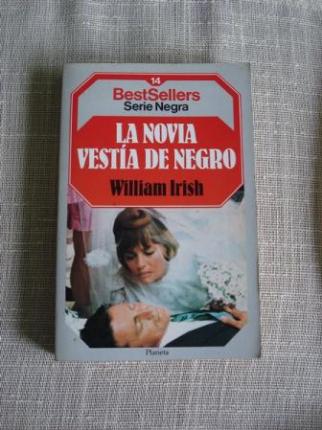 14
BestSellers
Serie Negra
LA NOVIA
VESTÍA DE NEGRO
William Irish
Planeta